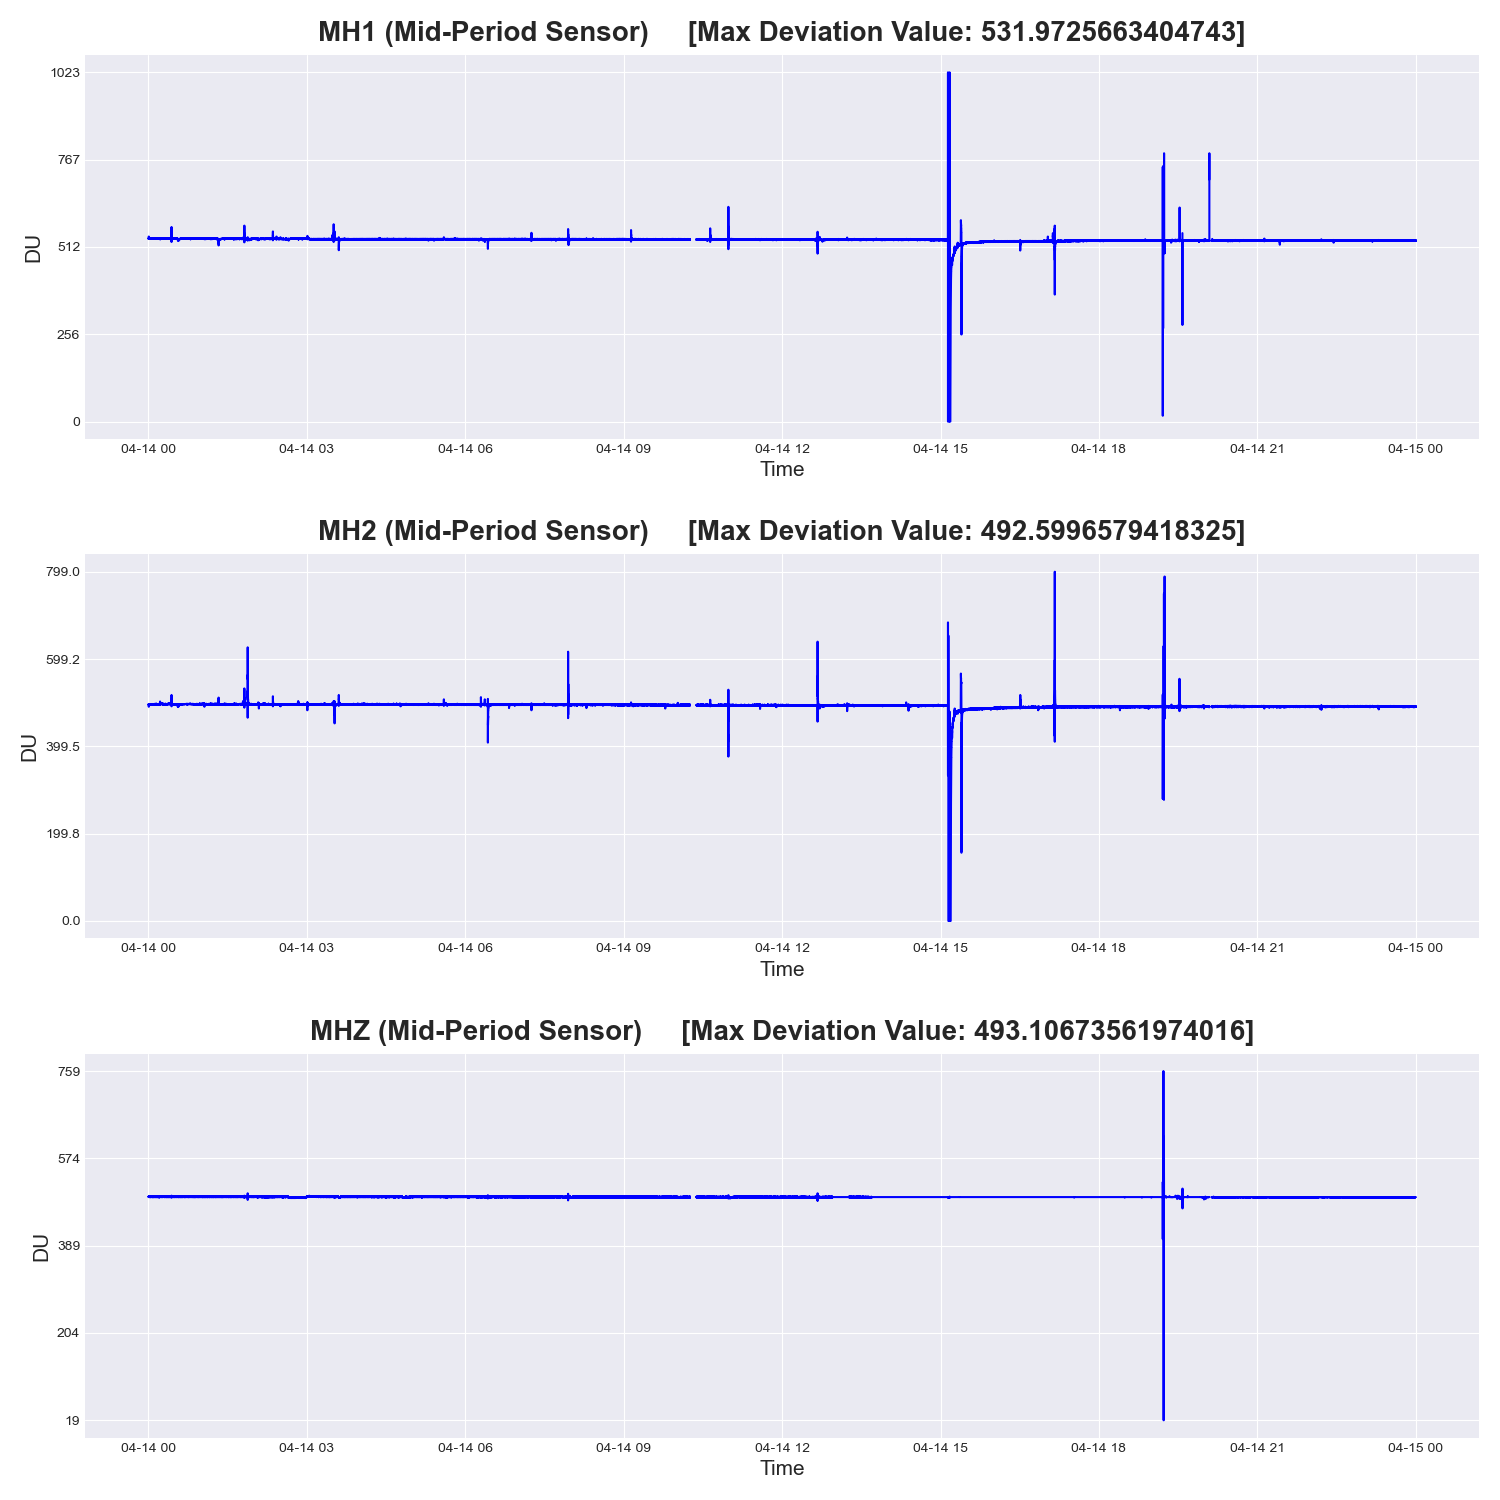 MH1 (Mid-Period Sensor) [Max Deviation Value: 531.9725663404743]
1023
767
512
256
0
DU
04-14 00 04-14 03 04-14 06 04-14 09 04-14 12 04-14 15 04-14 18 04-14 21 04-15 00
Time
MH2 (Mid-Period Sensor) [Max Deviation Value: 492.5996579418325]
799.0
599.2
399.5
199.8
0.0
DU
04-14 00 04-14 03 04-14 06 04-14 09 04-14 12 04-14 15 04-14 18 04-14 21 04-15 00
Time
MHZ (Mid-Period Sensor) [Max Deviation Value: 493.10673561974016]
759
574
389
204
19
DU
04-14 00 04-14 03 04-14 06 04-14 09 04-14 12 04-14 15 04-14 18 04-14 21 04-15 00
Time